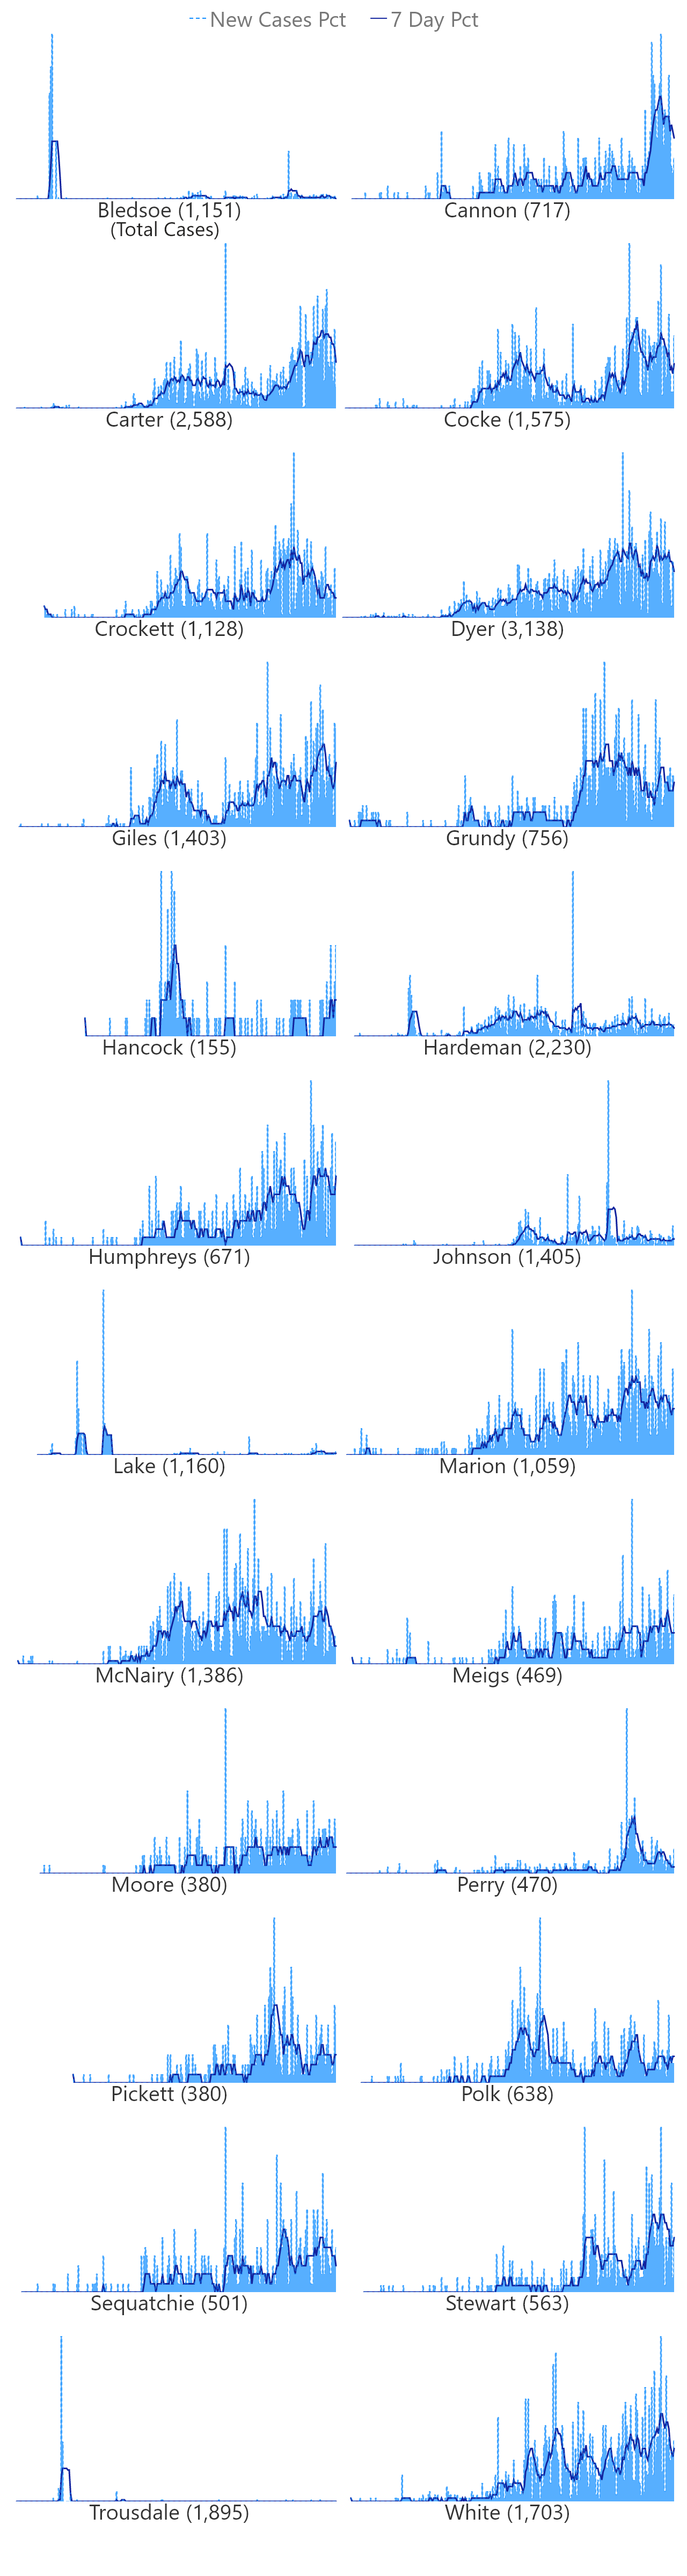 New Cases Pct 7 Day Pct
Bledsoe (1,151) Cannon (717)
(Total Cases)
Carter (2,588) Cocke (1,575)
Crockett (1,128) Dyer (3,138)
Giles (1,403) Grundy (756)
Hancock (155) Hardeman (2,230)
Humphreys (671) Johnson (1,405)
Lake (1,160) Marion (1,059)
McNairy (1,386) Meigs (469)
Moore (380) Perry (470)
Pickett (380) Polk (638)
Sequatchie (501) Stewart (563)
Trousdale (1,895) White (1,703)